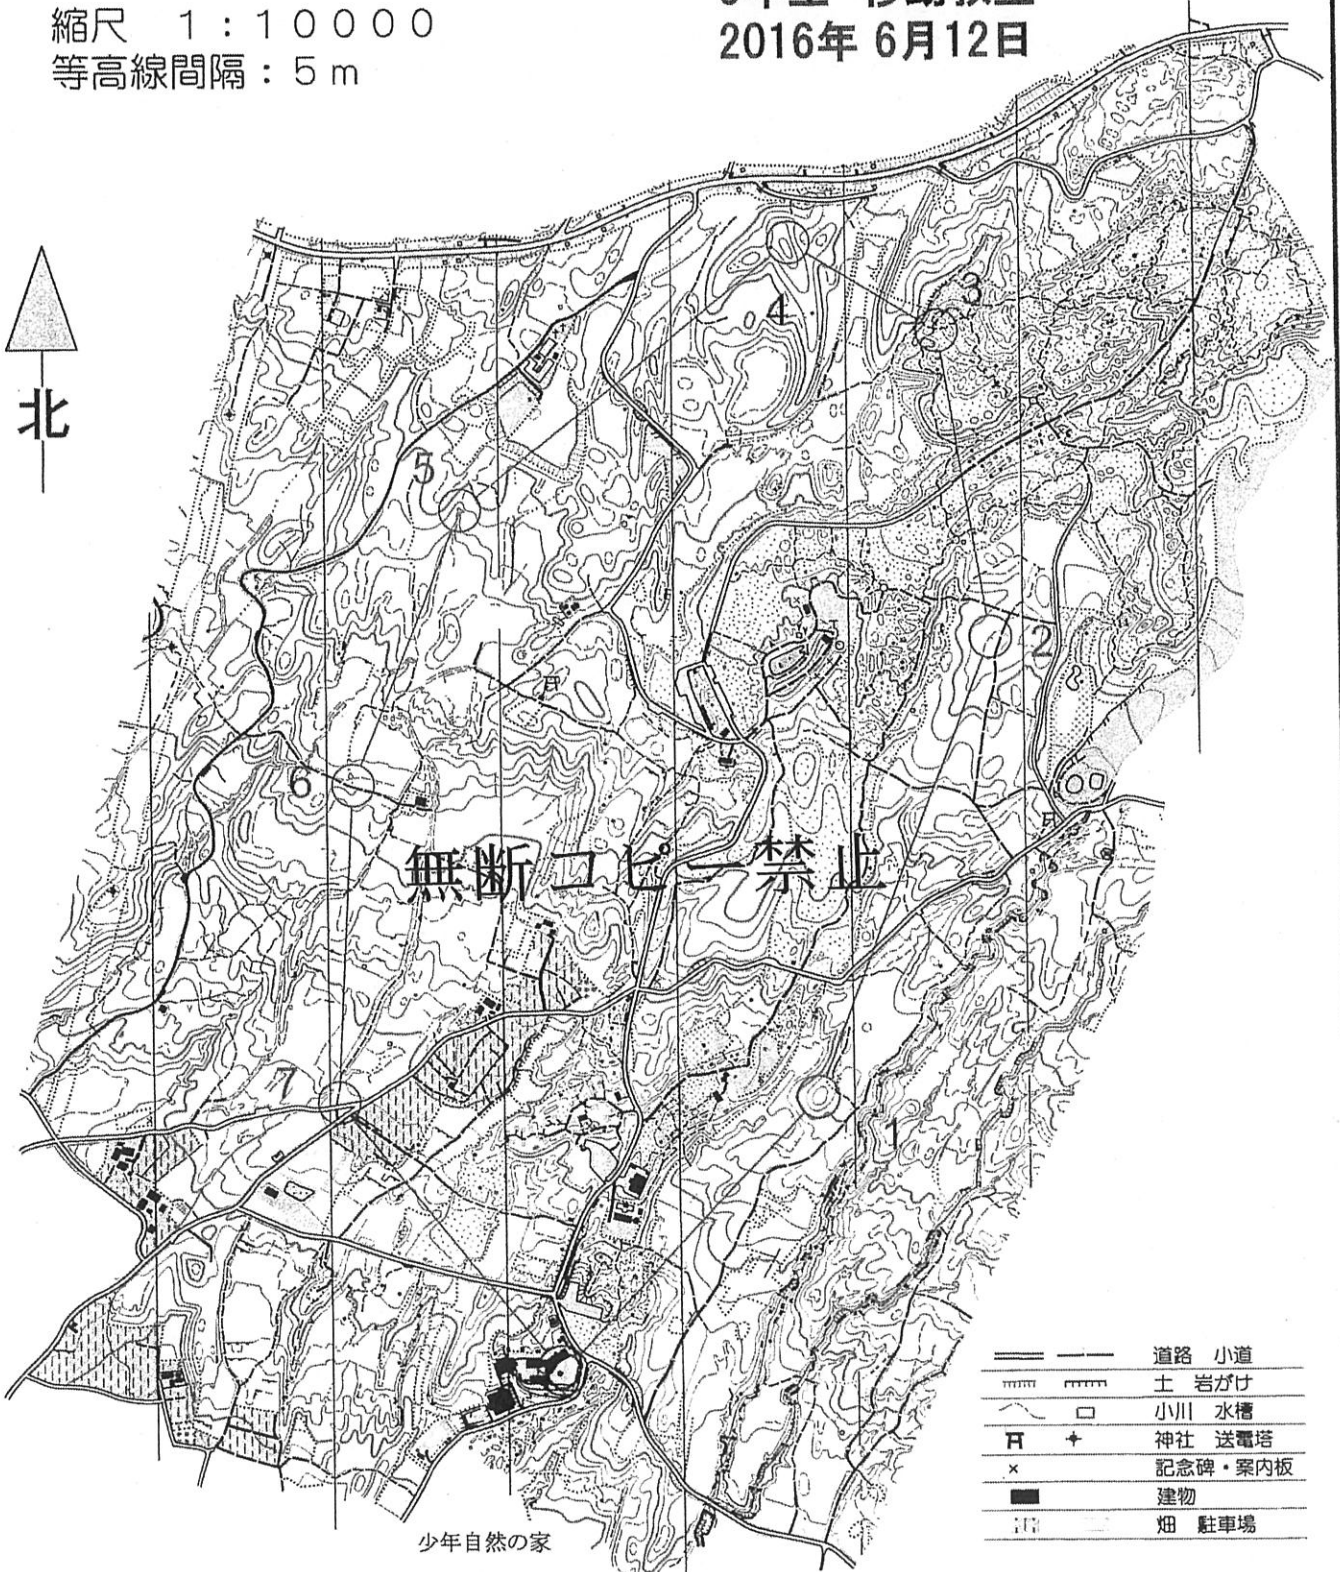 縮尺 1:10000
等高線間隔:5m
2016年 6月12日
北
4
3
5
2
6
無断コピー禁止
7
1
道路 小道
土 岩がけ
小川 水槽
神社 送電塔
記念碑・案内板
建物
畑 駐車場
少年自然の家